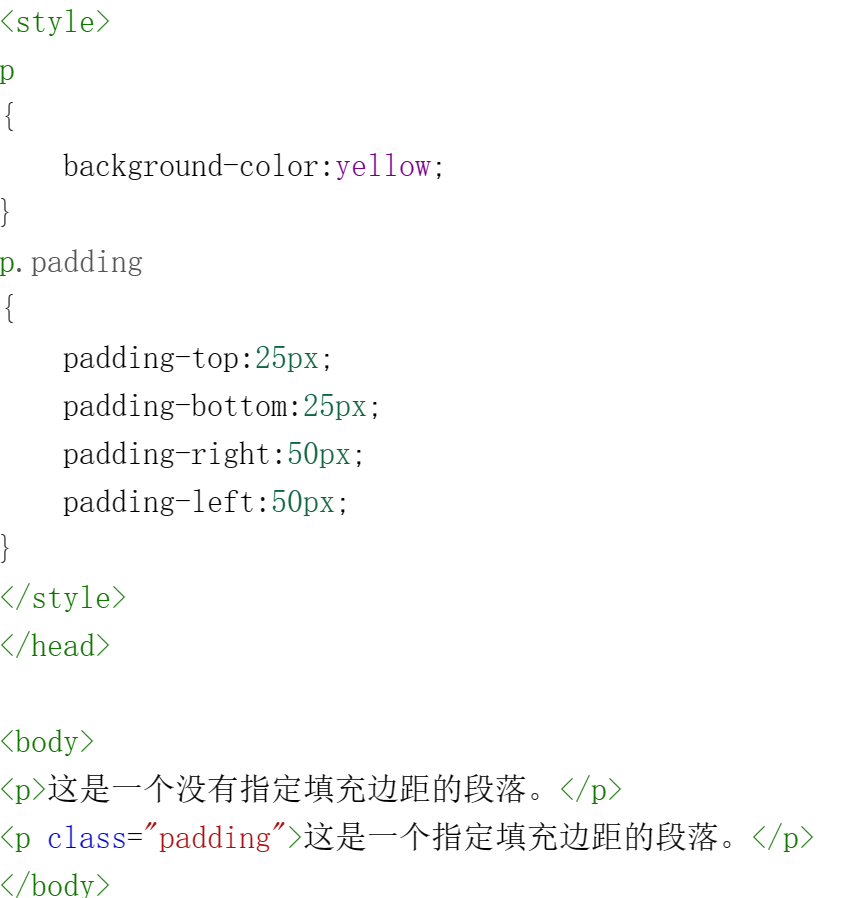 <style>
p
{
    background-color:yellow;
}
p.padding
{
    padding-top:25px;
    padding-bottom:25px;
    padding-right:50px;
    padding-left:50px;
}
</style>
</head>
<body>
<p>这是一个没有指定填充边距的段落。</p>
<p class="padding">这是一个指定填充边距的段落。</p>
</body>